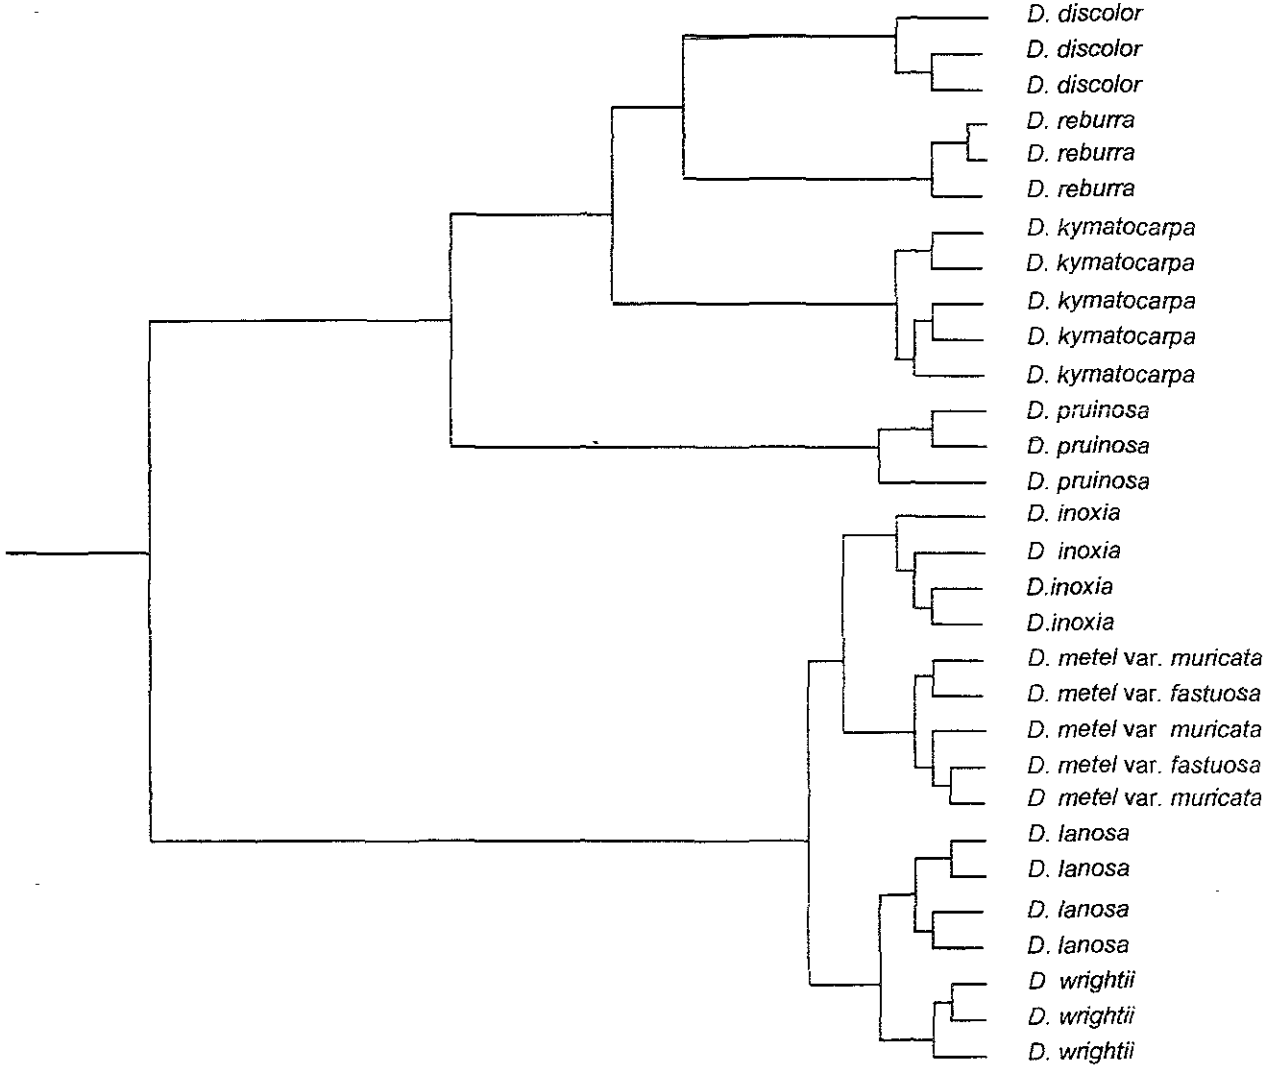 D. discolor
D. discolor
D. discolor
D. reburra
D. reburra
D. reburra
D. kymatocarpa
D. kymatocarpa
D. kymatocarpa
D. kymatocarpa
D. kymatocarpa
D. pruinosa
D. pruinosa
D. pruinosa
D. inoxia
D inoxia
D.inoxia
D.inoxia
D. metel var. muricata
D. metel var. fastuosa
D. metel var muricata
D. metel var. fastuosa
D metel var. muricata
D. lanosa
D. lanosa
D. lanosa
D. lanosa
D wrightii
D. wrightii
D. wrightii